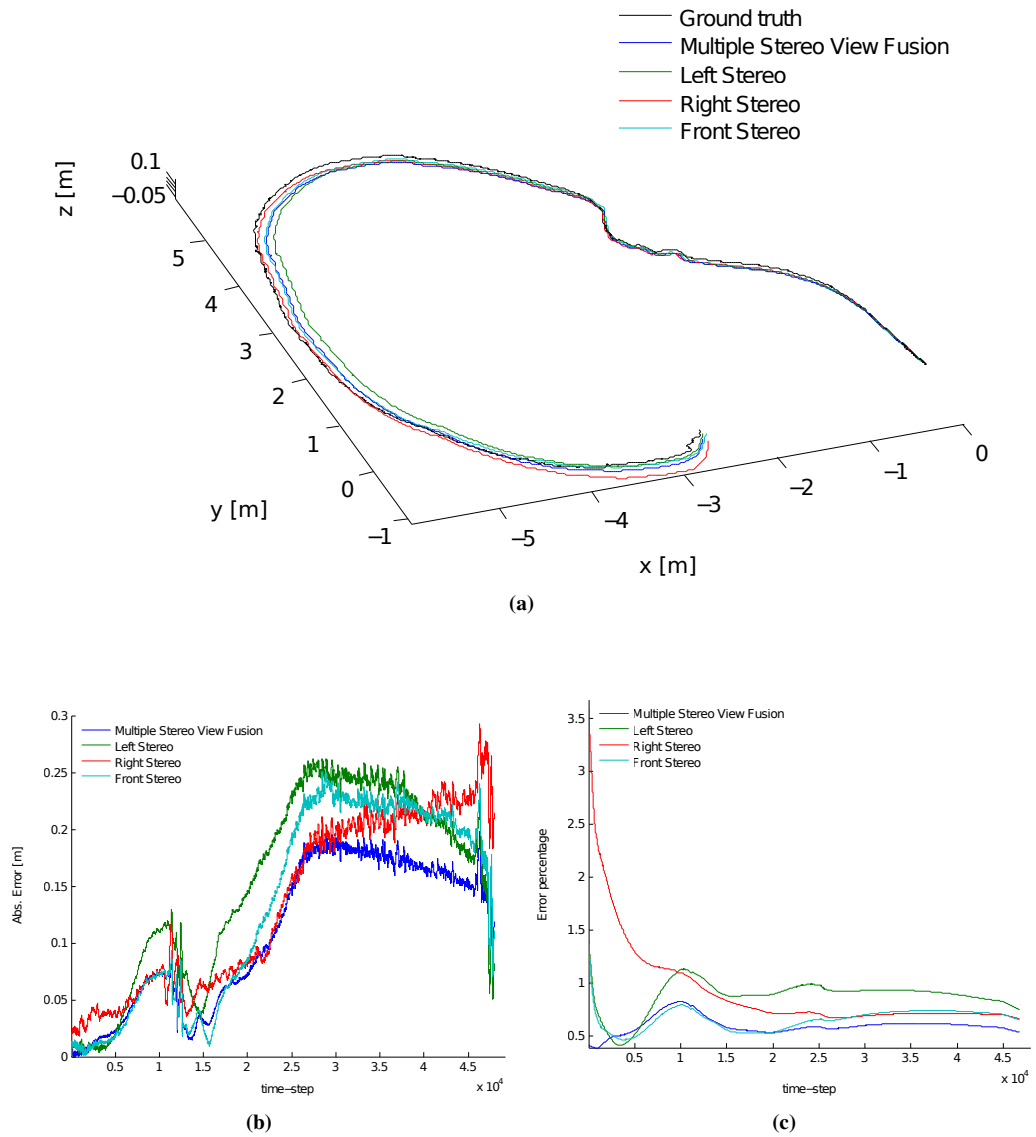 Ground truth
Multiple Stereo View Fusion
Left Stereo
Right Stereo
Front Stereo
z [m]
0.1
−0.05
5
4
3
2
1
0
−1
y [m]
−5
−4
−3
−2
−1
0
x [m]
(a)
0.3
0.25
0.2
0.15
0.1
0.05
0
Abs. Error [m]
Multiple Stereo View Fusion
Left Stereo
Right Stereo
Front Stereo
0.5
1
1.5
2
2.5
3
3.5
4
4.5
x 10^4
time−step
(b)
3.5
3
2.5
2
1.5
1
0.5
Error percentage
Multiple Stereo View Fusion
Left Stereo
Right Stereo
Front Stereo
0.5
1
1.5
2
2.5
3
3.5
4
4.5
x 10^4
time−step
(c)